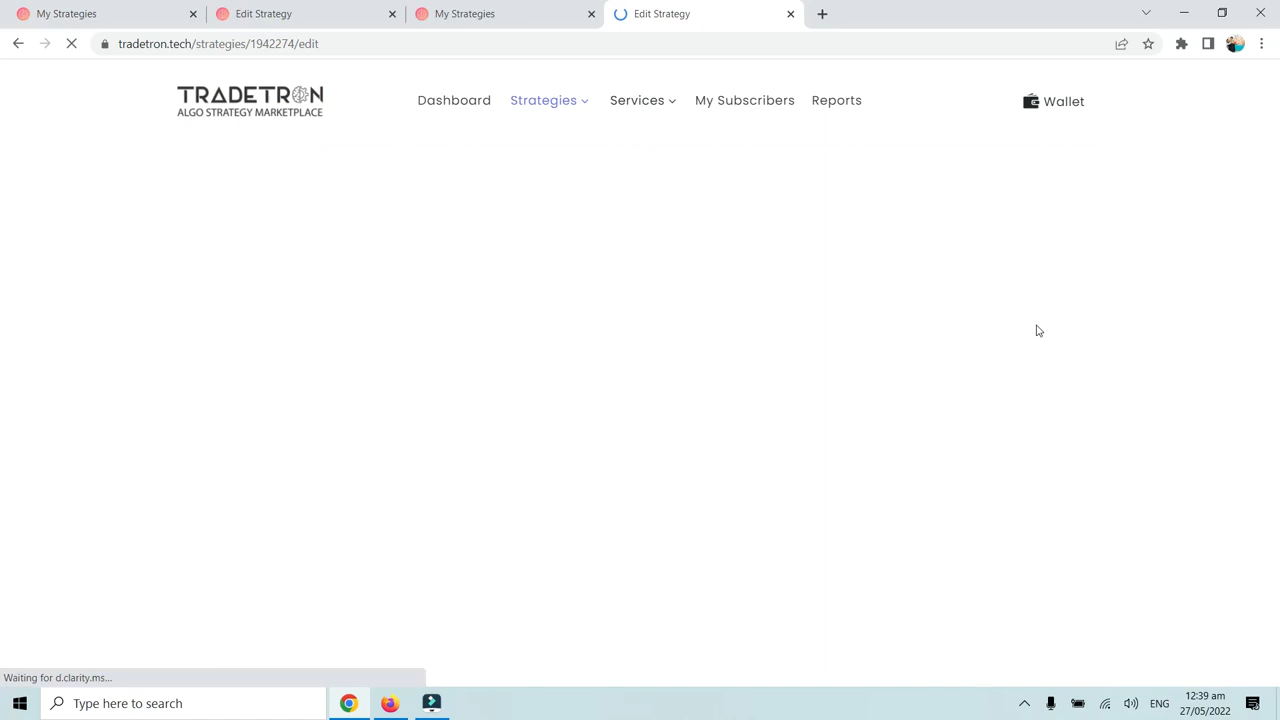 My Strategies
Edit Strategy
My Strategies
Edit Strategy
tradetron.tech/strategies/1942274/edit
TRADETRON
ALGO STRATEGY MARKETPLACE
Dashboard
Strategies
Services
My Subscribers
Reports
Wallet
Waiting for d.clarity.ms...
Type here to search
ENG
12:39 am
27/05/2022